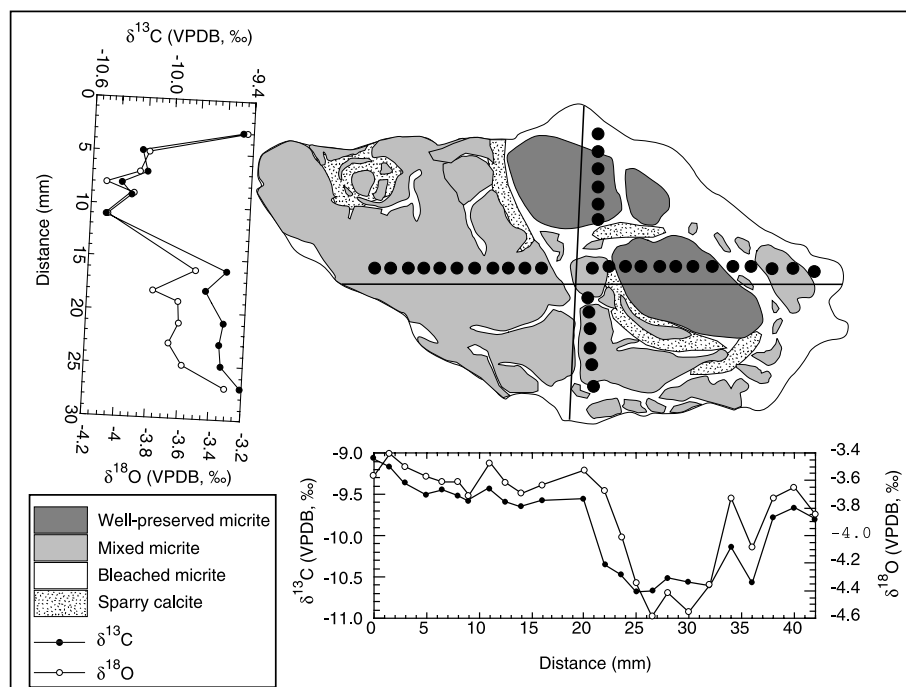 δ13C (VPDB, ‰)
-10.6 -10.0 -9.4
0
5
10
15
20
25
30
Distance (mm)
-4.2 -4 -3.8 -3.6 -3.4 -3.2
δ18O (VPDB, ‰)
Well-preserved micrite
Mixed micrite
Bleached micrite
Sparry calcite
δ13C
δ18O
-9.0
-9.5
-10.0
-10.5
-11.0
δ13C (VPDB, ‰)
-3.4
-3.6
-3.8
-4.0
-4.2
-4.4
-4.6
δ18O (VPDB, ‰)
0 5 10 15 20 25 30 35 40
Distance (mm)